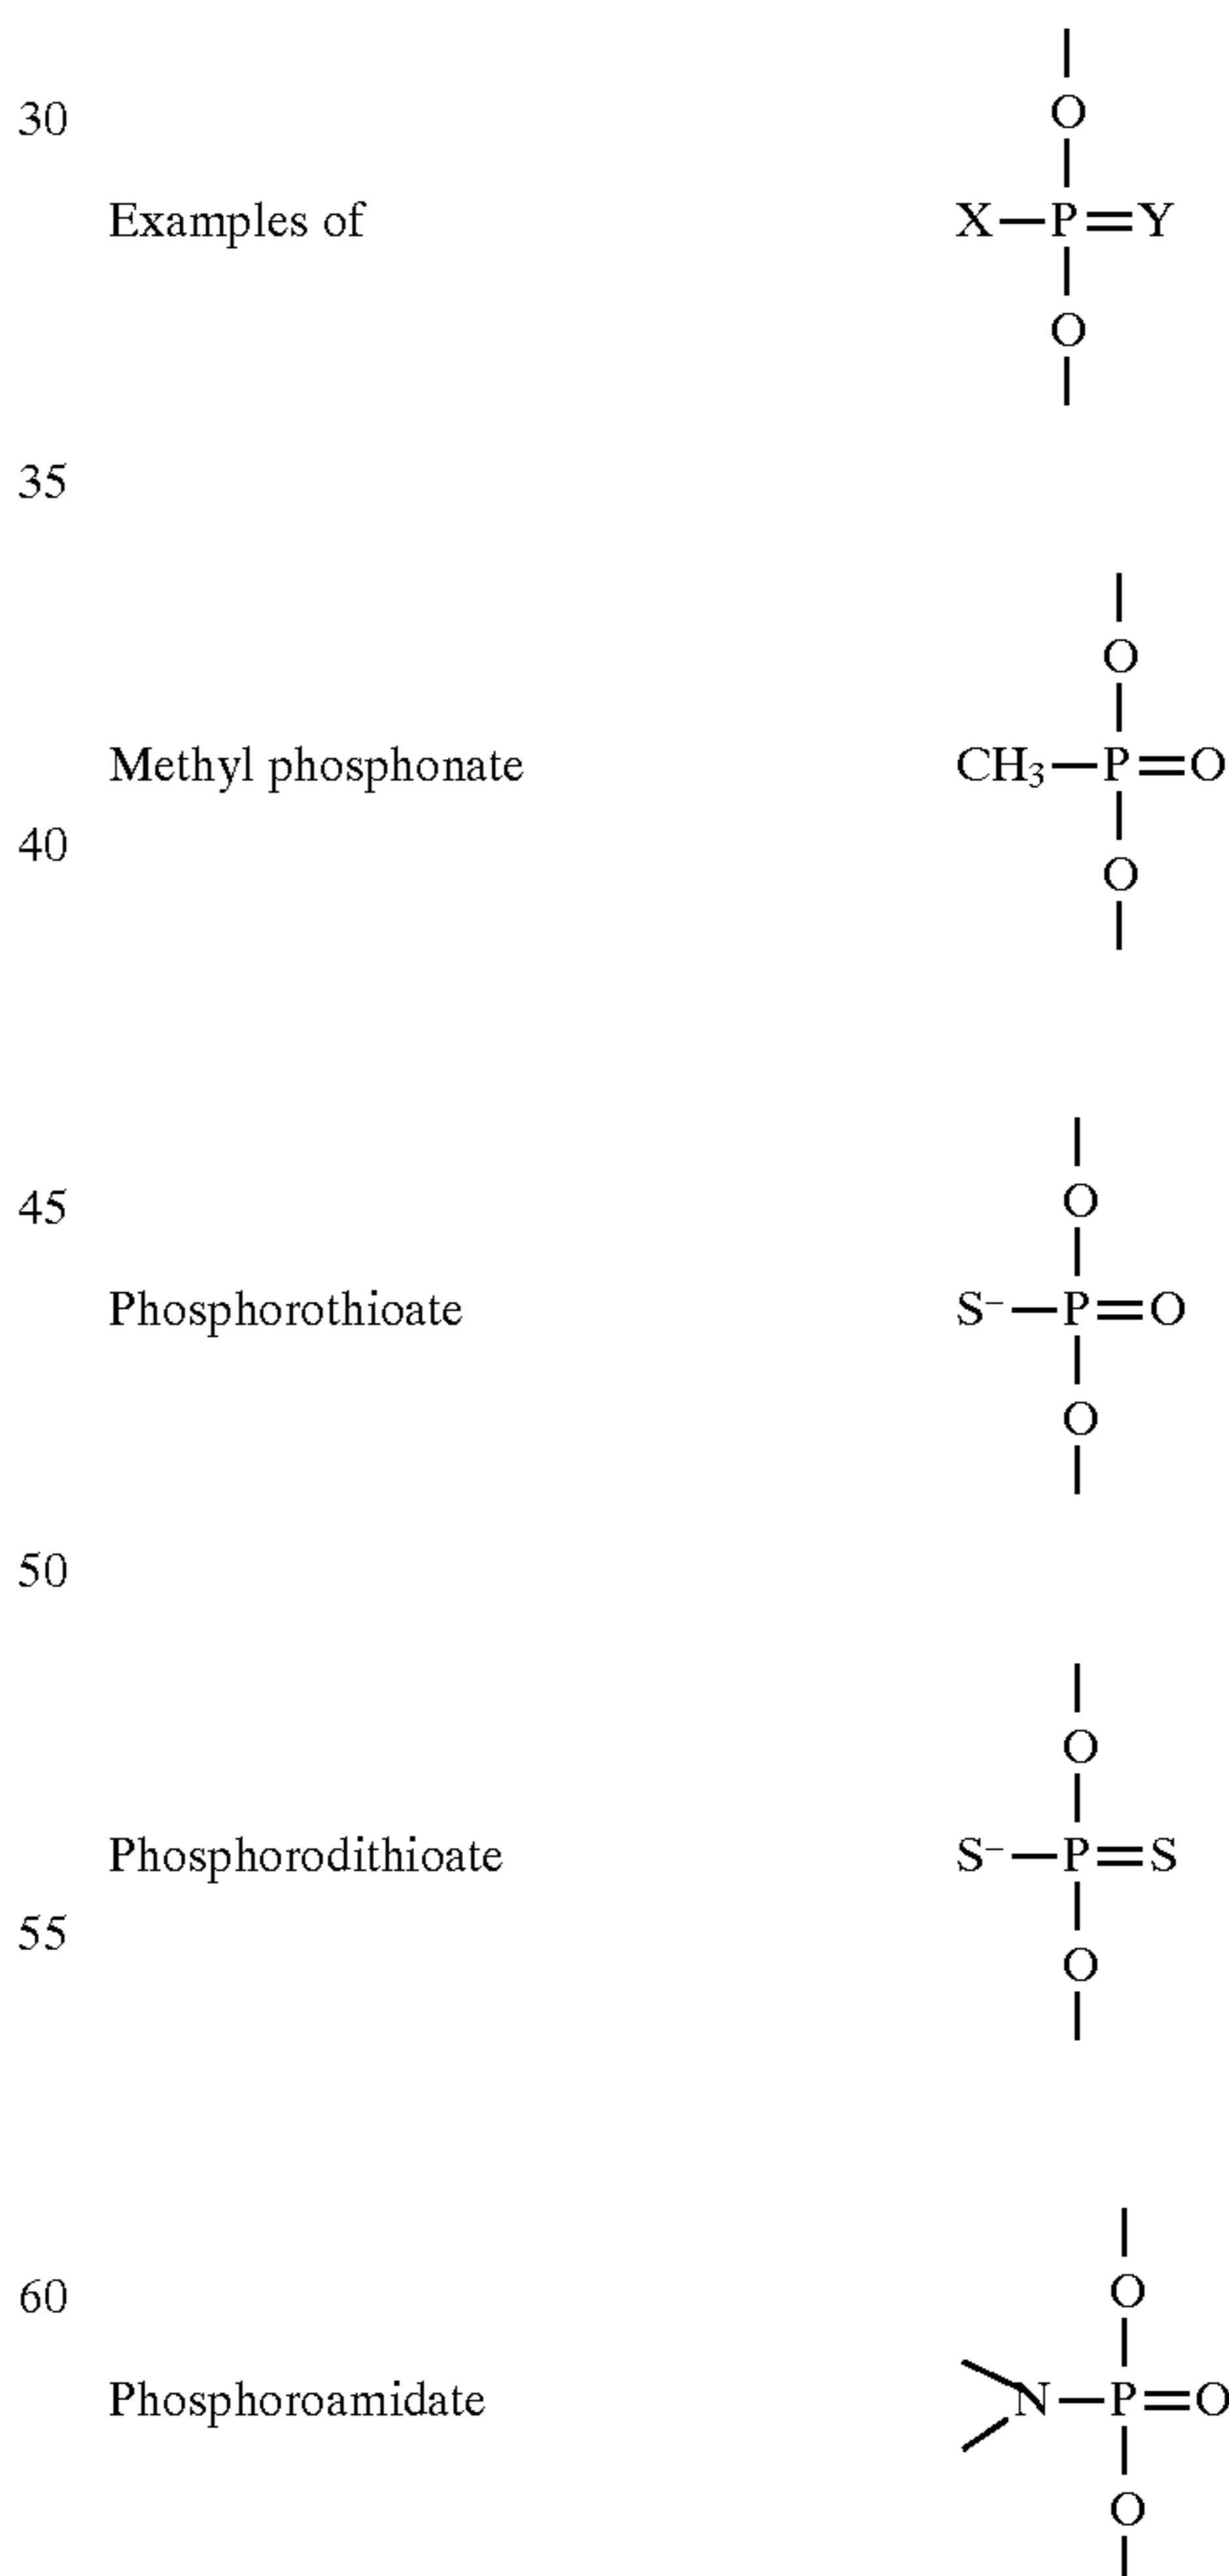 O
30
Examples of X—P=Y
O
35
O
Methyl phosphonate CH₃—P=O
40
O
45
O
Phosphorothioate S⁻—P=O
O
50
O
Phosphorodithioate S⁻—P=S
55
O
60
O
Phosphoroamidate N—P=O
O